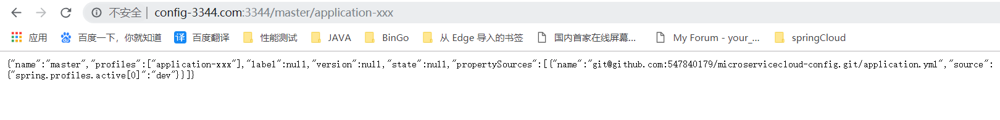 不安全 | config-3344.com:3344/master/application-xxx
应用 百度一下，你就知道 译 百度翻译 性能测试 JAVA BinGo 从 Edge 导入的书签 国内首家在线屏幕... My Forum - your_... springCloud
{"name":"master","profiles":["application-xxx"],"label":null,"version":null,"state":null,"propertySources":[{"name":"git@github.com:547840179/microservicecloud-config.git/application.yml","source":
{"spring.profiles.active[0]":"dev"}}]}